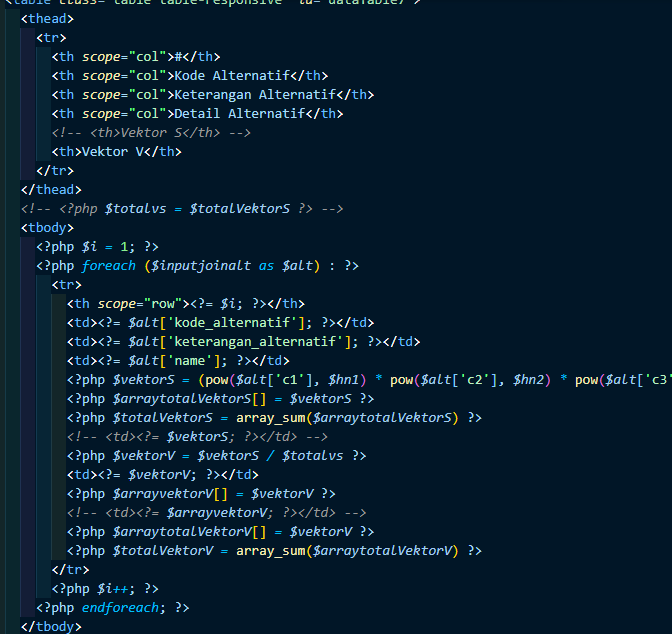 <table class="table table-responsive" id="dataTable7">
<thead>
<tr>
<th scope="col">#</th>
<th scope="col">Kode Alternatif</th>
<th scope="col">Keterangan Alternatif</th>
<th scope="col">Detail Alternatif</th>
<!-- <th>Vektor S</th> -->
<th>Vektor V</th>
</tr>
</thead>
<!-- <?php $totalvs = $totalVektorS ?> -->
<tbody>
<?php $i = 1; ?>
<?php foreach ($inputjoinalt as $alt) : ?>
<tr>
<th scope="row"><?= $i; ?></th>
<td><?= $alt['kode_alternatif']; ?></td>
<td><?= $alt['keterangan_alternatif']; ?></td>
<td><?= $alt['name']; ?></td>
<?php $vektorS = (pow($alt['c1'], $hn1) * pow($alt['c2'], $hn2) * pow($alt['c3'
<?php $arraytotalVektorS[] = $vektorS ?>
<?php $totalVektorS = array_sum($arraytotalVektorS) ?>
<!-- <td><?= $vektorS; ?></td> -->
<?php $vektorV = $vektorS / $totalvs ?>
<td><?= $vektorV; ?></td>
<?php $arrayvektorV[] = $vektorV ?>
<!-- <td><?= $arrayvektorV; ?></td> -->
<?php $arraytotalVektorV[] = $vektorV ?>
<?php $totalVektorV = array_sum($arraytotalVektorV) ?>
</tr>
<?php $i++; ?>
<?php endforeach; ?>
</tbody>